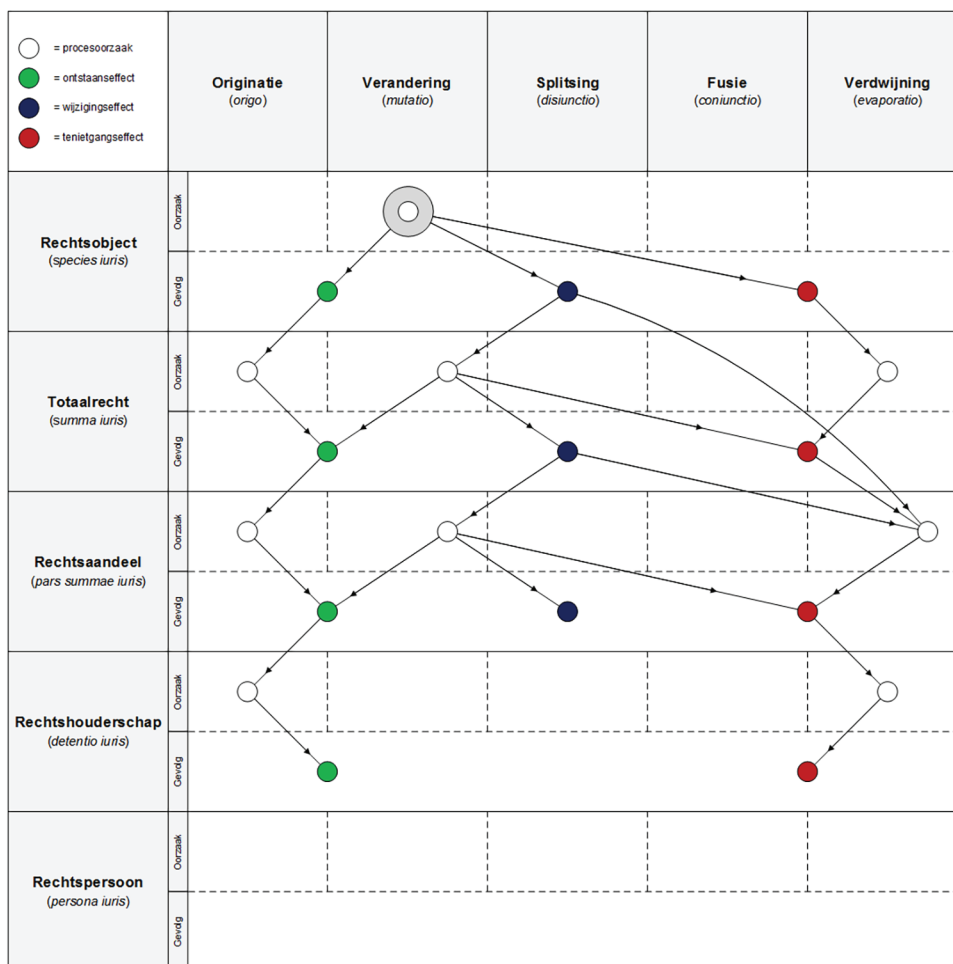 = procesoorzaak
= ontstaanseffect
= wijzigingseffect
= tenietgangseffect
Originatie
(origo)
Verandering
(mutatio)
Splitsing
(disiunctio)
Fusie
(coniunctio)
Verdwijning
(evaporatio)
Rechtsobject
(species iuris)
Oorzaak
Gevolg
Totaalrecht
(summa iuris)
Oorzaak
Gevolg
Rechtsaandeel
(pars summae iuris)
Oorzaak
Gevolg
Rechtshouderschap
(detentio iuris)
Oorzaak
Gevolg
Rechtspersoon
(persona iuris)
Oorzaak
Gevolg